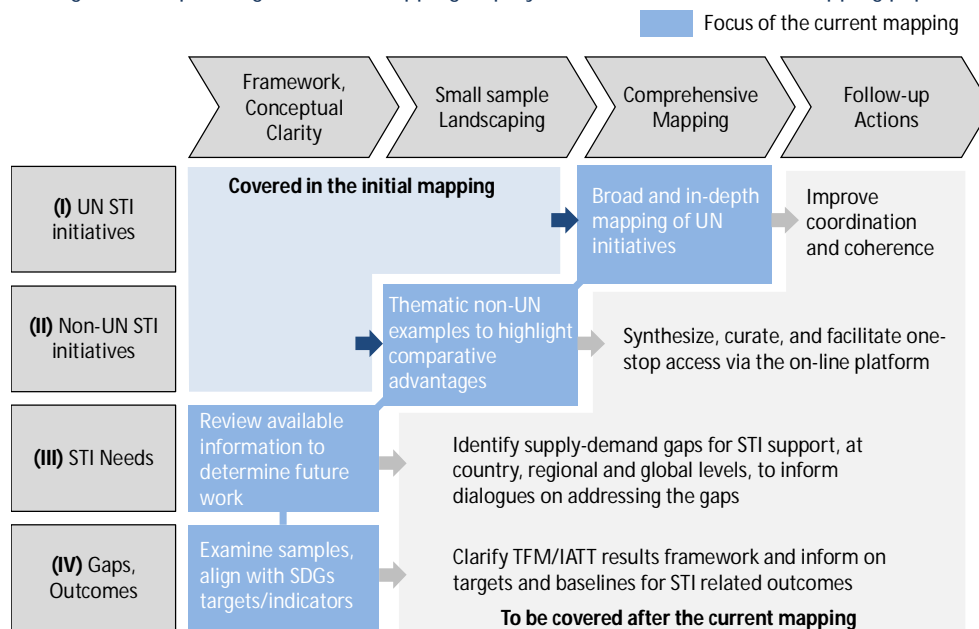 Focus of the current mapping
Framework,
Conceptual
Clarity
Small sample
Landscaping
Comprehensive
Mapping
Follow-up
Actions
(I) UN STI
initiatives
Covered in the initial mapping
Broad and in-depth
mapping of UN
initiatives
Improve
coordination
and coherence
(II) Non-UN STI
initiatives
Thematic non-UN
examples to highlight
comparative
advantages
Synthesize, curate, and facilitate one-
stop access via the on-line platform
(III) STI Needs
Review available
information to
determine future
work
Identify supply-demand gaps for STI support, at
country, regional and global levels, to inform
dialogues on addressing the gaps
(IV) Gaps,
Outcomes
Examine samples,
align with SDGs
targets/indicators
Clarify TFM/IATT results framework and inform on
targets and baselines for STI related outcomes
To be covered after the current mapping